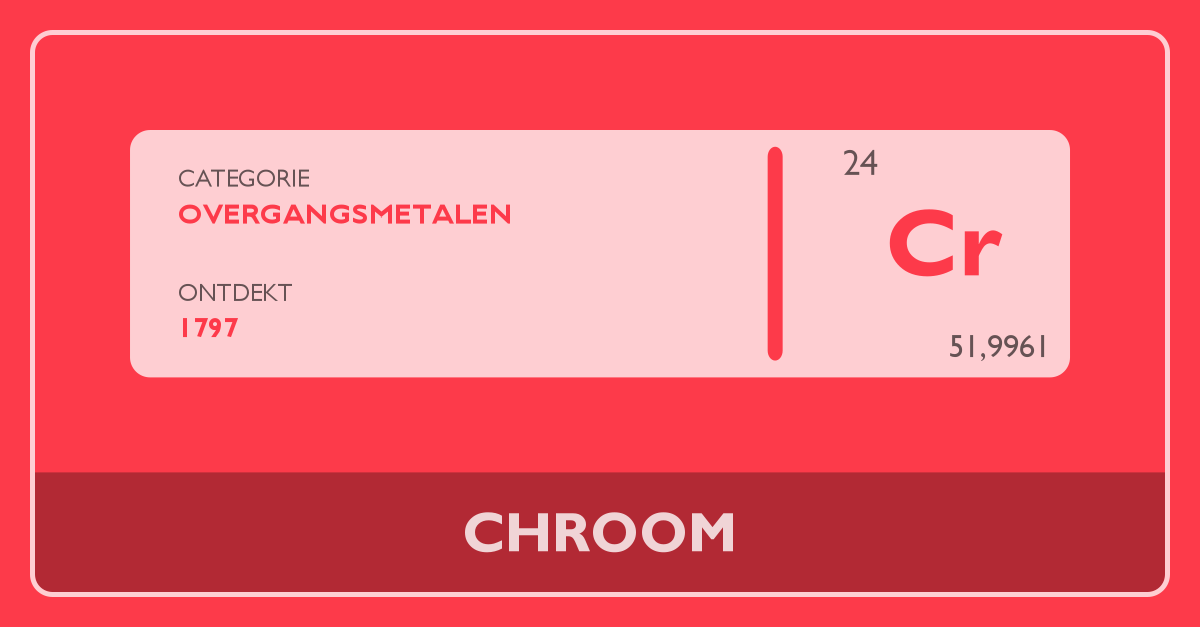 CATEGORIE
OVERGANGSMETALEN
ONTDEKT
1797
24
Cr
51,9961
CHROOM